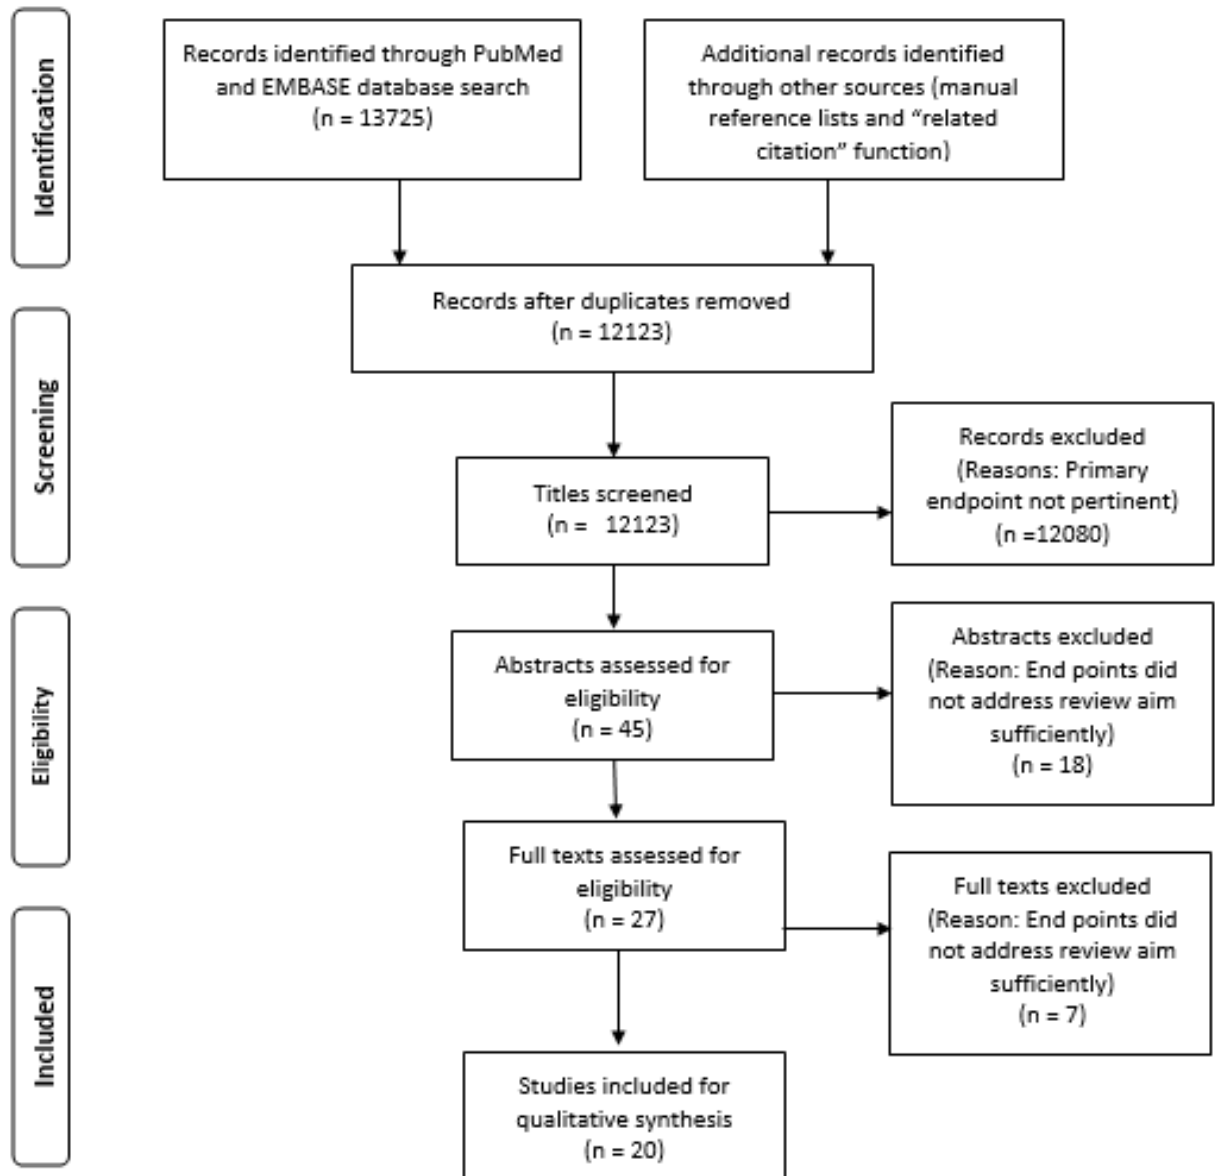 Identification
Records identified through PubMed
and EMBASE database search
(n = 13725)
Additional records identified
through other sources (manual
reference lists and “related
citation” function)
Records after duplicates removed
(n = 12123)
Screening
Titles screened
(n =   12123)
Records excluded
(Reasons: Primary
endpoint not pertinent)
(n =12080)
Eligibility
Abstracts assessed for
eligibility
(n = 45)
Abstracts excluded
(Reason: End points did
not address review aim
sufficiently)
(n = 18)
Full texts assessed for
eligibility
(n = 27)
Full texts excluded
(Reason: End points did
not address review aim
sufficiently)
(n = 7)
Included
Studies included for
qualitative synthesis
(n = 20)